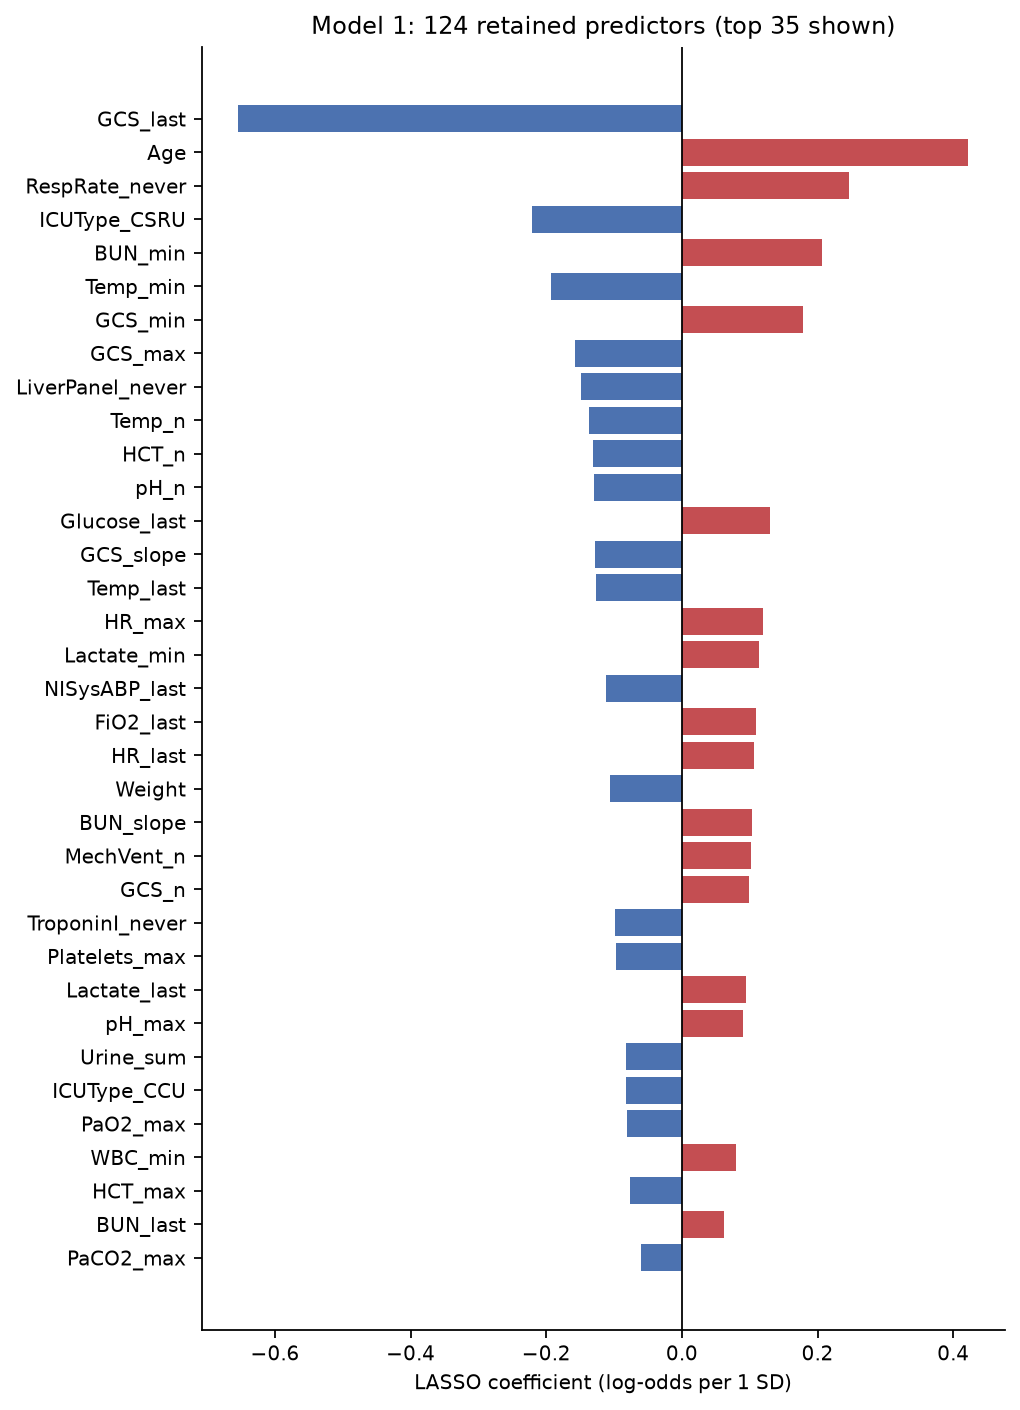 Model 1: 124 retained predictors (top 35 shown)
GCS_last
Age
RespRate_never
ICUType_CSRU
BUN_min
Temp_min
GCS_min
GCS_max
LiverPanel_never
Temp_n
HCT_n
pH_n
Glucose_last
GCS_slope
Temp_last
HR_max
Lactate_min
NISysABP_last
FiO2_last
HR_last
Weight
BUN_slope
MechVent_n
GCS_n
TroponinI_never
Platelets_max
Lactate_last
pH_max
Urine_sum
ICUType_CCU
PaO2_max
WBC_min
HCT_max
BUN_last
PaCO2_max
−0.6 −0.4 −0.2 0.0 0.2 0.4
LASSO coefficient (log-odds per 1 SD)